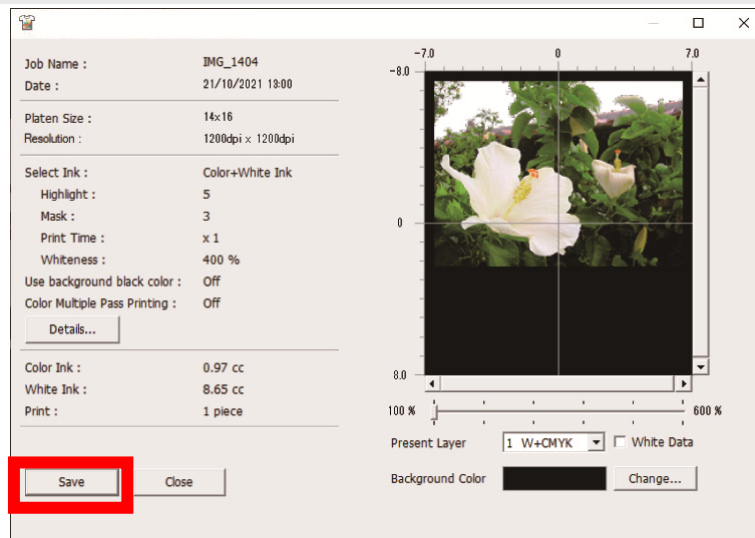 Job Name : IMG_1404
Date : 21/10/2021 13:00
Platen Size : 14x16
Resolution : 1200dpi x 1200dpi
Select Ink : Color+White Ink
Highlight : 5
Mask : 3
Print Time : x 1
Whiteness : 400 %
Use background black color : Off
Color Multiple Pass Printing : Off
Details...
Color Ink : 0.97 cc
White Ink : 8.65 cc
Print : 1 piece
Save Close
-7.0 0 7.0
-8.0
0
8.0
100 % 600 %
Present Layer 1 W+CMYK White Data
Background Color Change...